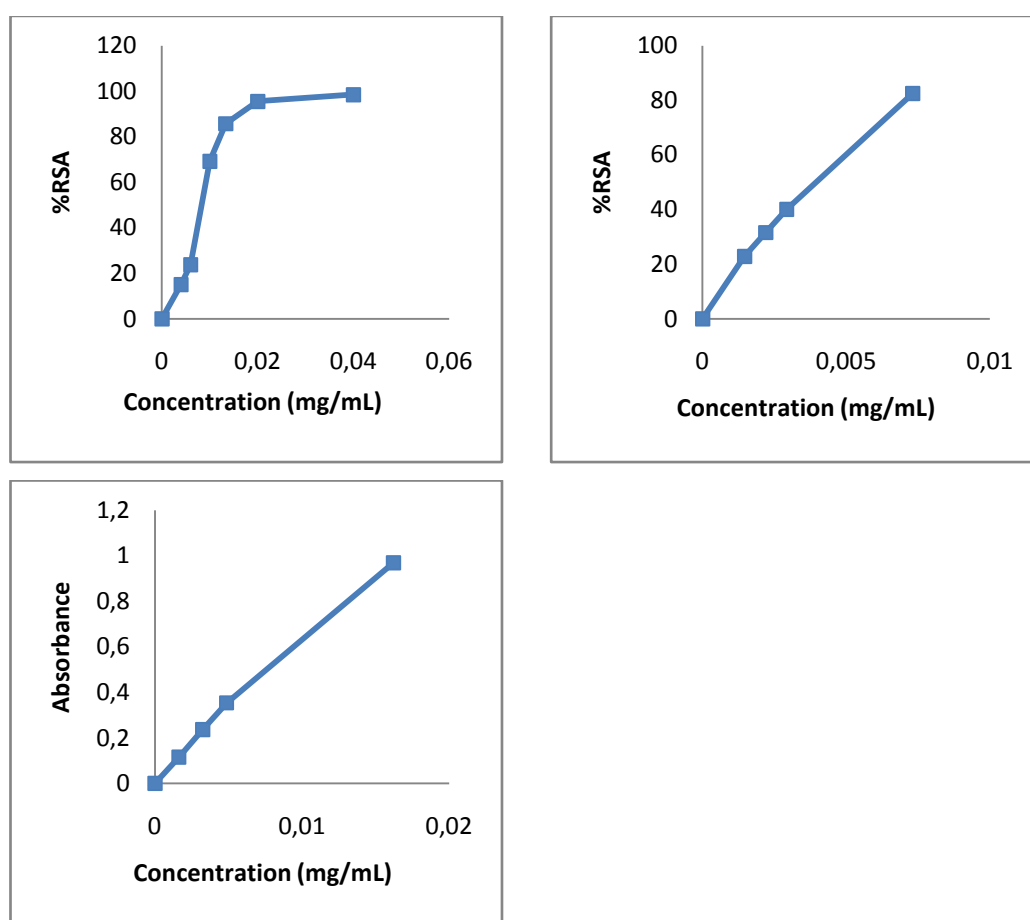 120
100
80
60
40
20
0
%RSA
0 0,02 0,04 0,06
Concentration (mg/mL)
100
80
60
40
20
0
%RSA
0 0,005 0,01
Concentration (mg/mL)
1,2
1
0,8
0,6
0,4
0,2
0
Absorbance
0 0,01 0,02
Concentration (mg/mL)